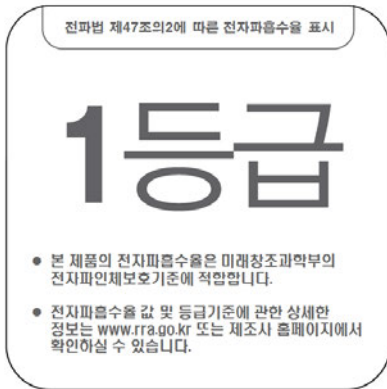 전파법 제47조의2에 따른 전자파흡수율 표시
1등급
● 본 제품의 전자파흡수율은 미래창조과학부의
전자파인체보호기준에 적합합니다.
● 전자파흡수율 값 및 등급기준에 관한 상세한
정보는 www.rra.go.kr 또는 제조사 홈페이지에서
확인하실 수 있습니다.